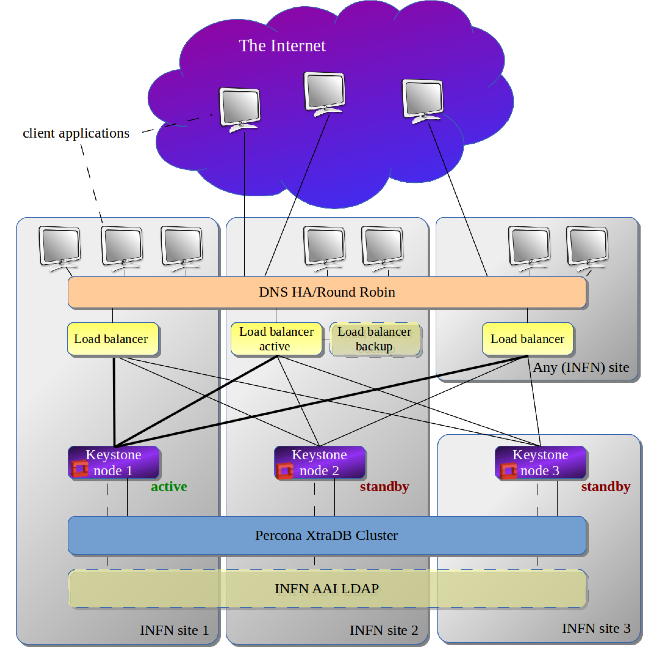 The Internet
client applications
DNS HA/Round Robin
Load balancer
Load balancer
active
Load balancer
backup
Load balancer
Any (INFN) site
Keystone
node 1
Keystone
node 2
Keystone
node 3
active
standby
standby
Percona XtraDB Cluster
INFN AAI LDAP
INFN site 1
INFN site 2
INFN site 3